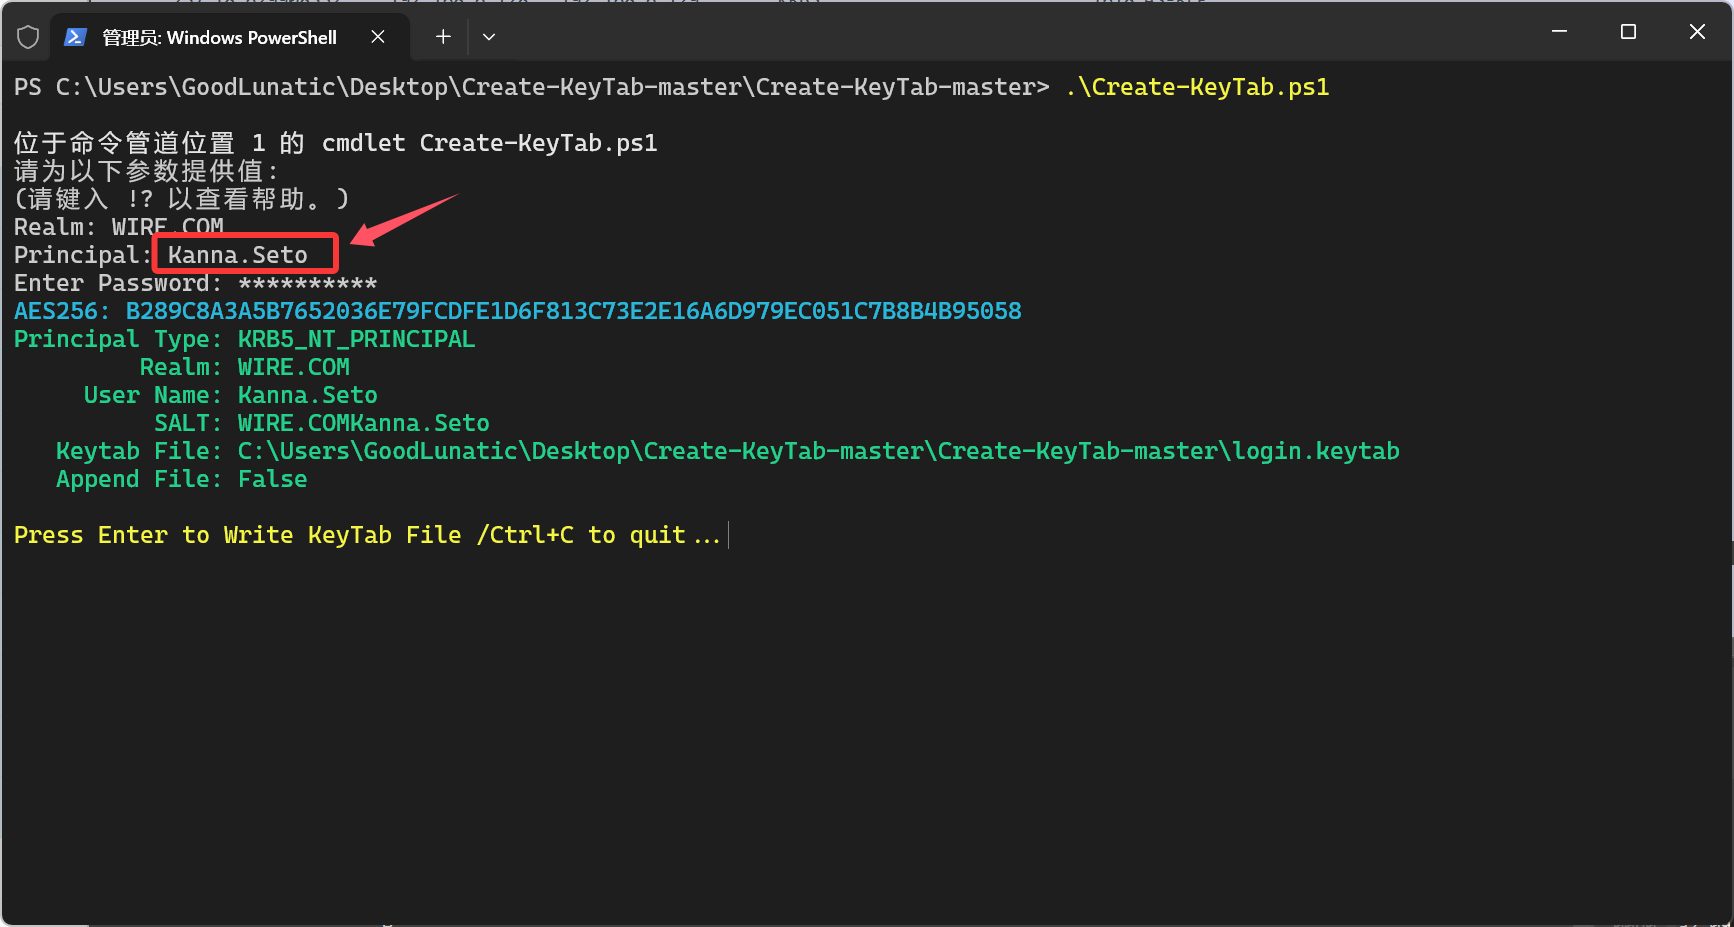 管理员: Windows PowerShell
PS C:\Users\GoodLunatic\Desktop\Create-KeyTab-master\Create-KeyTab-master> .\Create-KeyTab.ps1
位于命令管道位置 1 的 cmdlet Create-KeyTab.ps1
请为以下参数提供值:
(请键入 !? 以查看帮助。)
Realm: WIRE.COM
Principal: Kanna.Seto
Enter Password: **********
AES256: B289C8A3A5B7652036E79FCDFE1D6F813C73E2E16A6D979EC051C7B8B4B95058
Principal Type: KRB5_NT_PRINCIPAL
Realm: WIRE.COM
User Name: Kanna.Seto
SALT: WIRE.COMKanna.Seto
Keytab File: C:\Users\GoodLunatic\Desktop\Create-KeyTab-master\Create-KeyTab-master\login.keytab
Append File: False
Press Enter to Write KeyTab File /Ctrl+C to quit...